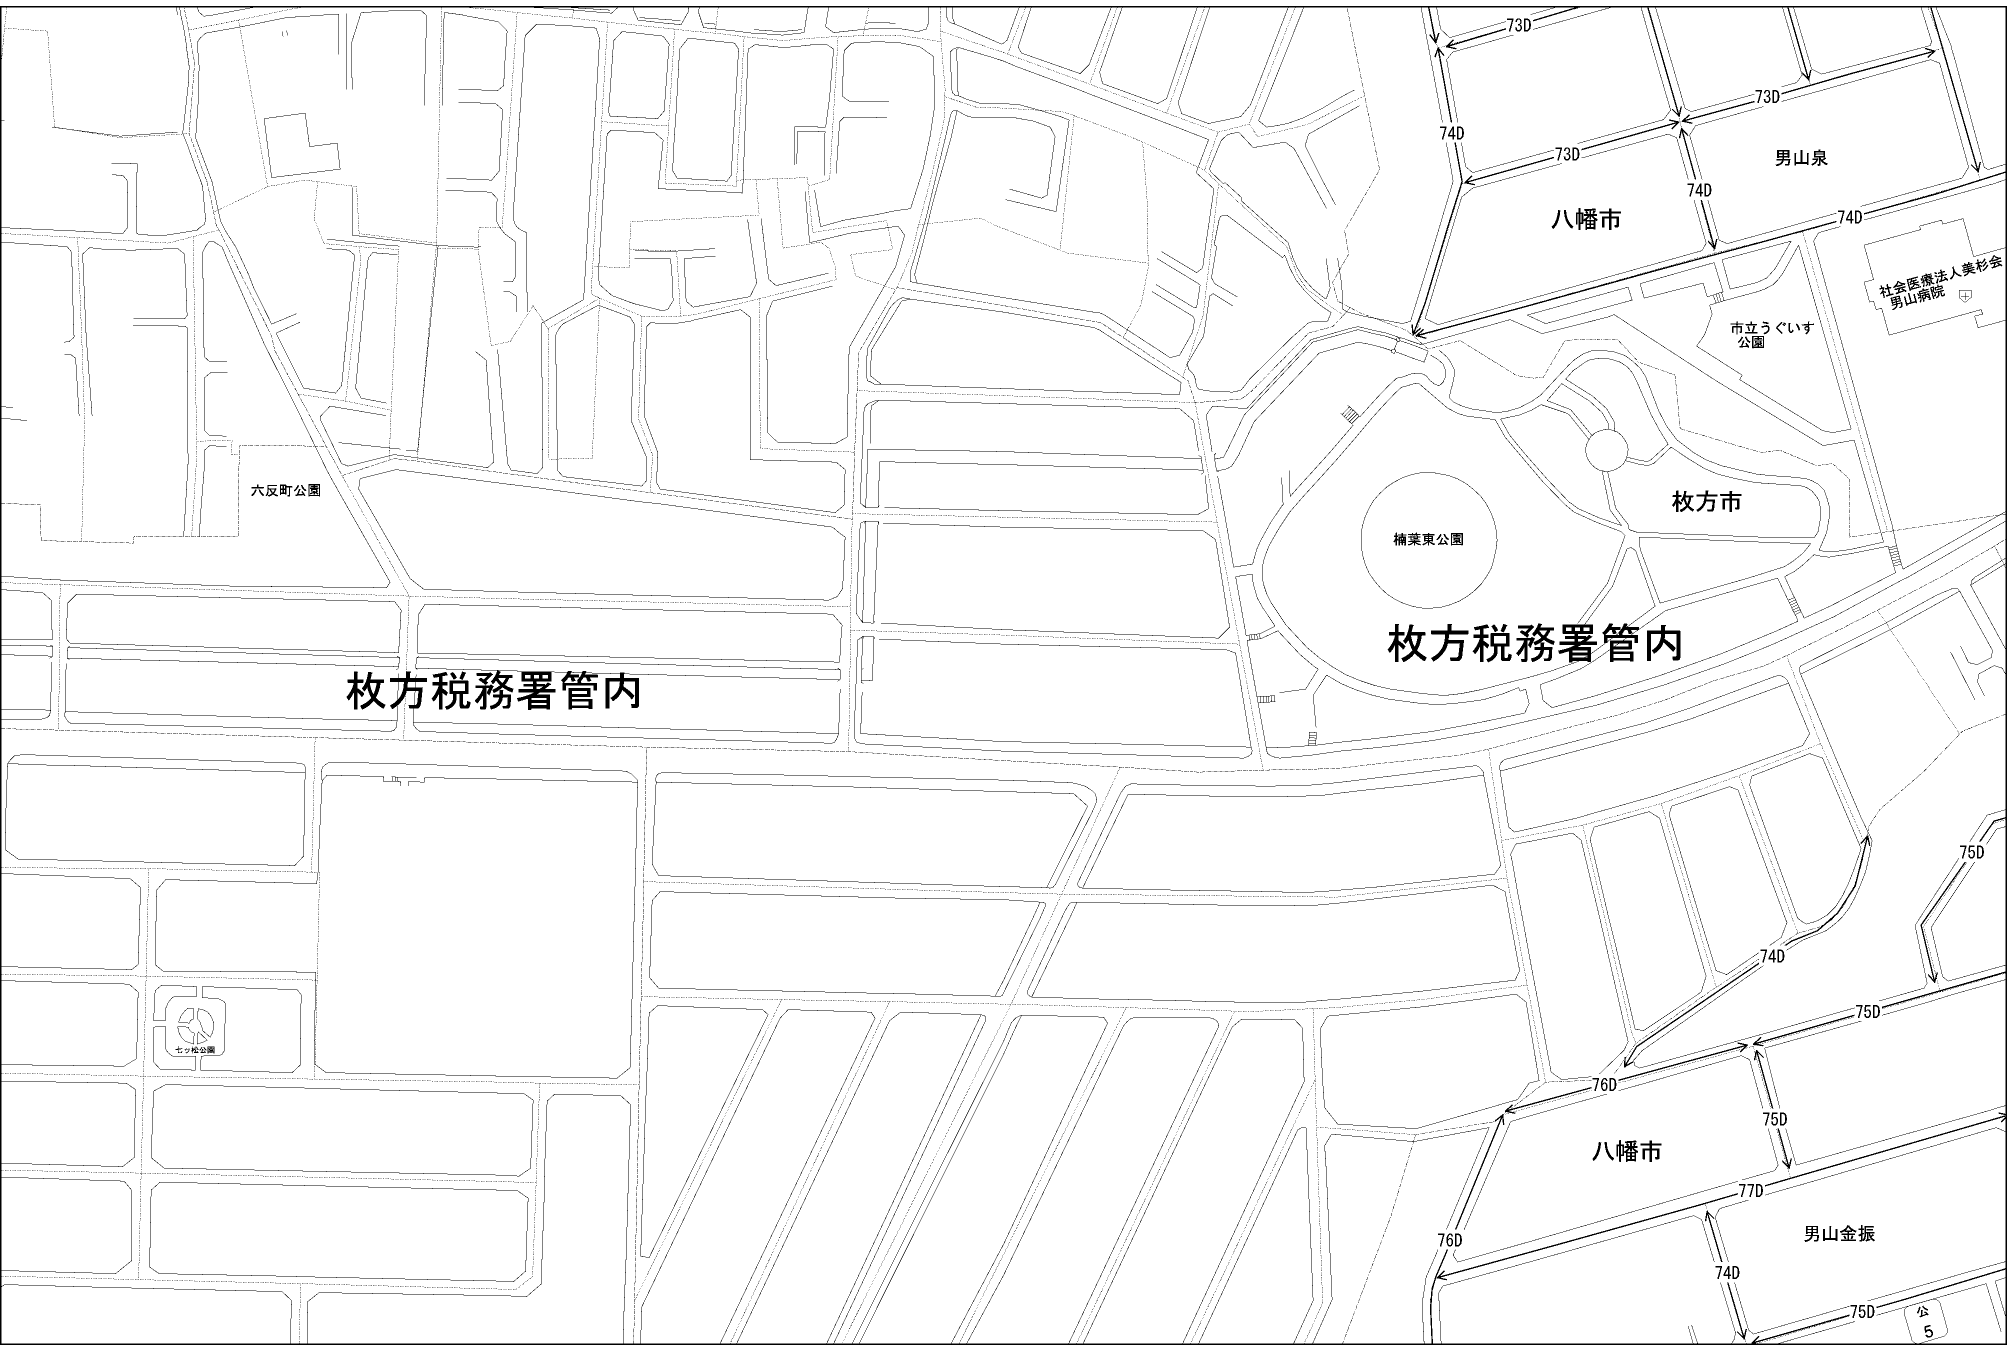 73D
73D
74D
73D
男山泉
74D
八幡市
74D
社会医療法人美杉会
男山病院
市立うぐいす
公園
六反町公園
枚方市
楠葉東公園
枚方税務署管内
枚方税務署管内
75D
74D
75D
七ッ松公園
76D
75D
八幡市
77D
76D
男山金振
74D
75D
公
5